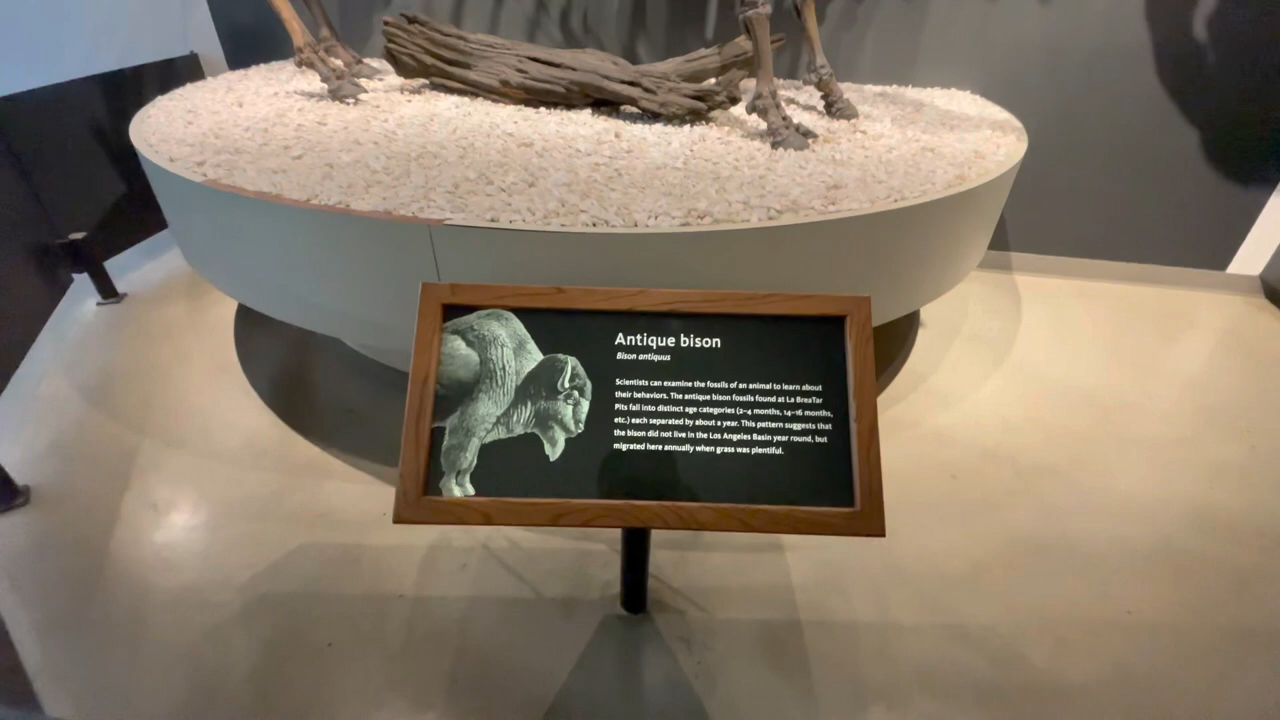 Antique bison
Bison antiquus
Scientists can examine the fossils of an animal to learn about
their behaviors. The antique bison fossils found at La BreaTar
Pits fall into distinct age categories (2–4 months, 14–16 months,
etc.) each separated by about a year. This pattern suggests that
the bison did not live in the Los Angeles Basin year round, but
migrated here annually when grass was plentiful.